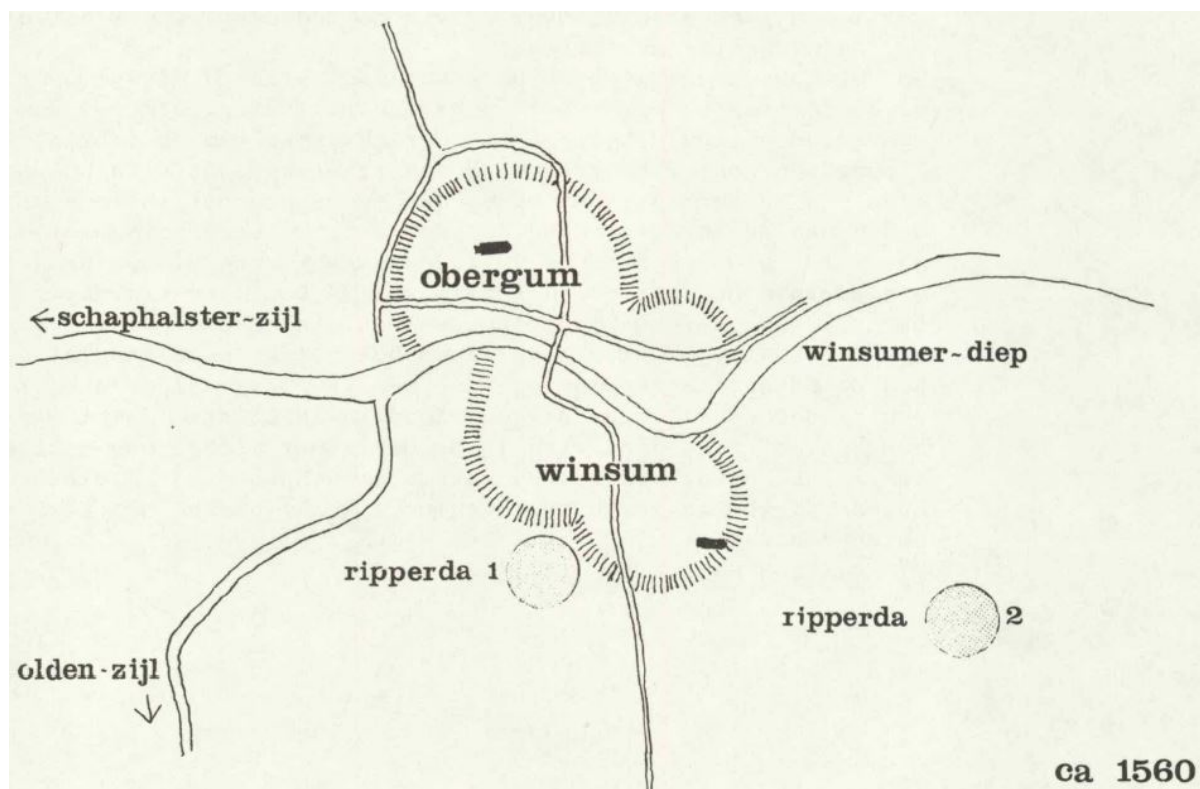 obergum
←schaphalster-zijl
winsumer-diep
winsum
ripperda 1
ripperda 2
olden-zijl
ca 1560